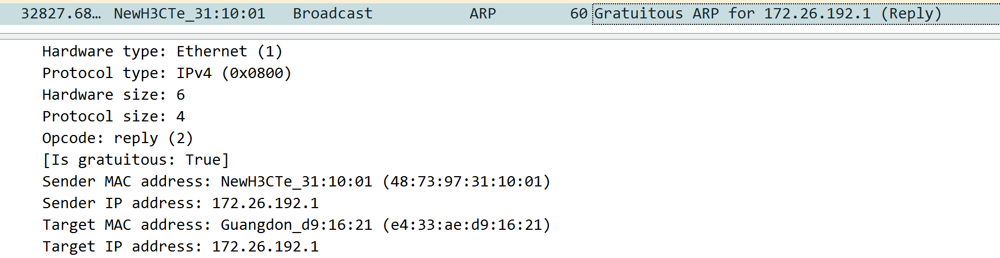 32827.68… NewH3CTe_31:10:01 Broadcast ARP 60 Gratuitous ARP for 172.26.192.1 (Reply)
Hardware type: Ethernet (1)
Protocol type: IPv4 (0x0800)
Hardware size: 6
Protocol size: 4
Opcode: reply (2)
[Is gratuitous: True]
Sender MAC address: NewH3CTe_31:10:01 (48:73:97:31:10:01)
Sender IP address: 172.26.192.1
Target MAC address: Guangdon_d9:16:21 (e4:33:ae:d9:16:21)
Target IP address: 172.26.192.1